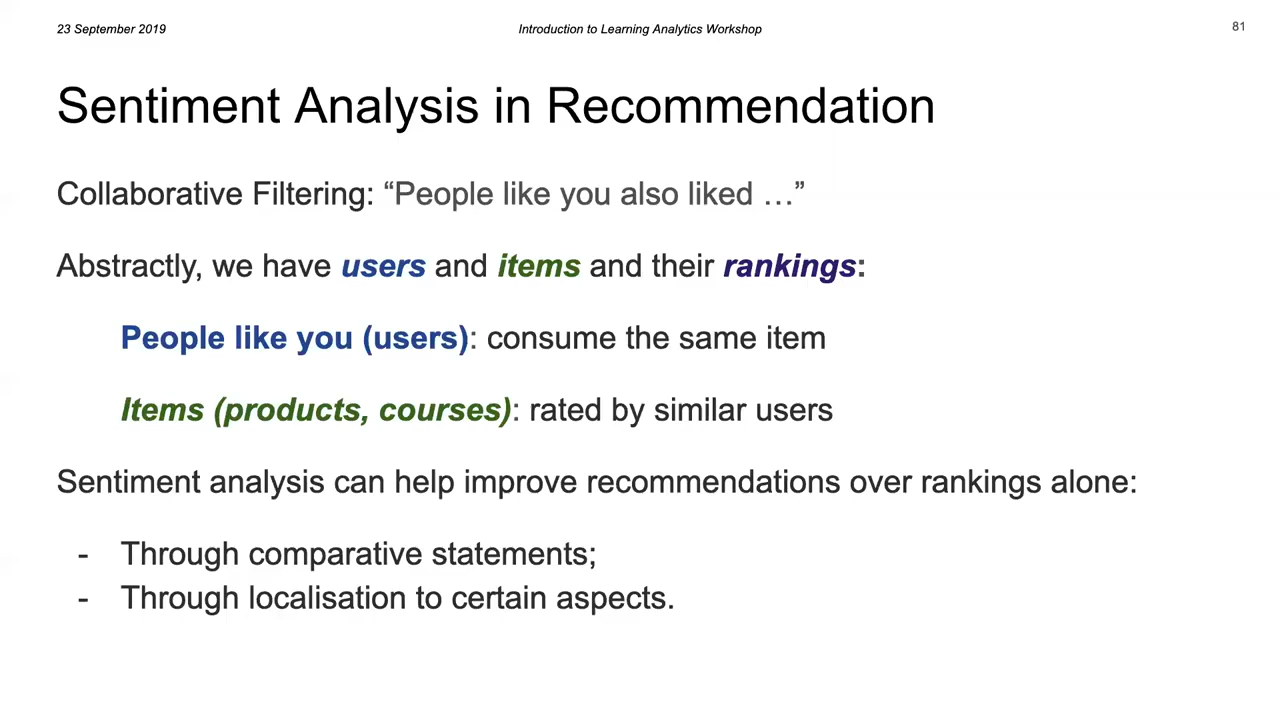 23 September 2019
Introduction to Learning Analytics Workshop
81
Sentiment Analysis in Recommendation
Collaborative Filtering: “People like you also liked …”
Abstractly, we have users and items and their rankings:
People like you (users): consume the same item
Items (products, courses): rated by similar users
Sentiment analysis can help improve recommendations over rankings alone:
- Through comparative statements;
- Through localisation to certain aspects.